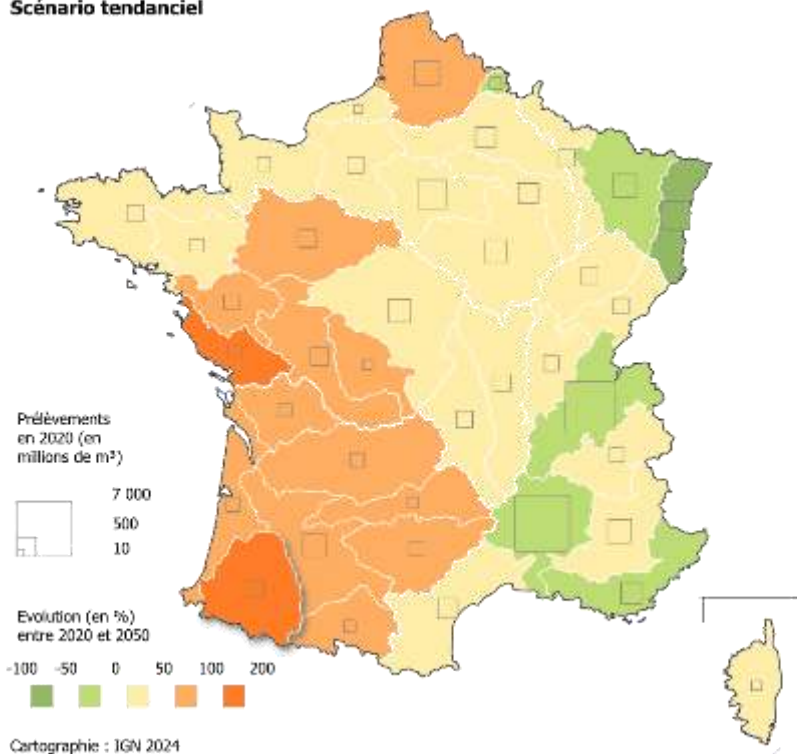 Scénario tendanciel
Prélèvements
en 2020 (en
millions de m³)
7 000
500
10
Evolution (en %)
entre 2020 et 2050
-100 -50 0 50 100 200
Cartographie : IGN 2024